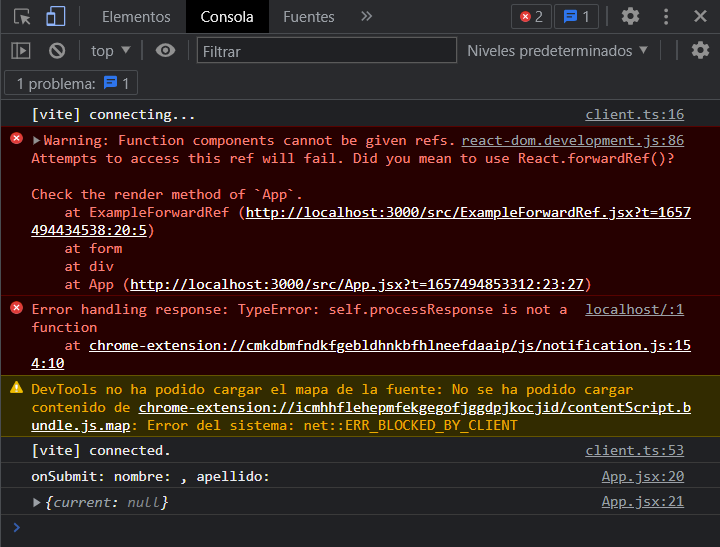 Elementos Consola Fuentes 2 1
top Filtrar Niveles predeterminados
1 problema: 1
[vite] connecting... client.ts:16
Warning: Function components cannot be given refs. react-dom.development.js:86
Attempts to access this ref will fail. Did you mean to use React.forwardRef()?
Check the render method of `App`.
at ExampleForwardRef (http://localhost:3000/src/ExampleForwardRef.jsx?t=1657
494434538:20:5)
at form
at div
at App (http://localhost:3000/src/App.jsx?t=1657494853312:23:27)
Error handling response: TypeError: self.processResponse is not a localhost/:1
function
at chrome-extension://cmkdbmfndkfgebldhnkbfhlneefdaaip/js/notification.js:15
4:10
DevTools no ha podido cargar el mapa de la fuente: No se ha podido cargar
contenido de chrome-extension://icmhhflehepmfekgegofjggdpjkocjid/contentScript.b
undle.js.map: Error del sistema: net::ERR_BLOCKED_BY_CLIENT
[vite] connected. client.ts:53
onSubmit: nombre: , apellido: App.jsx:20
{current: null} App.jsx:21